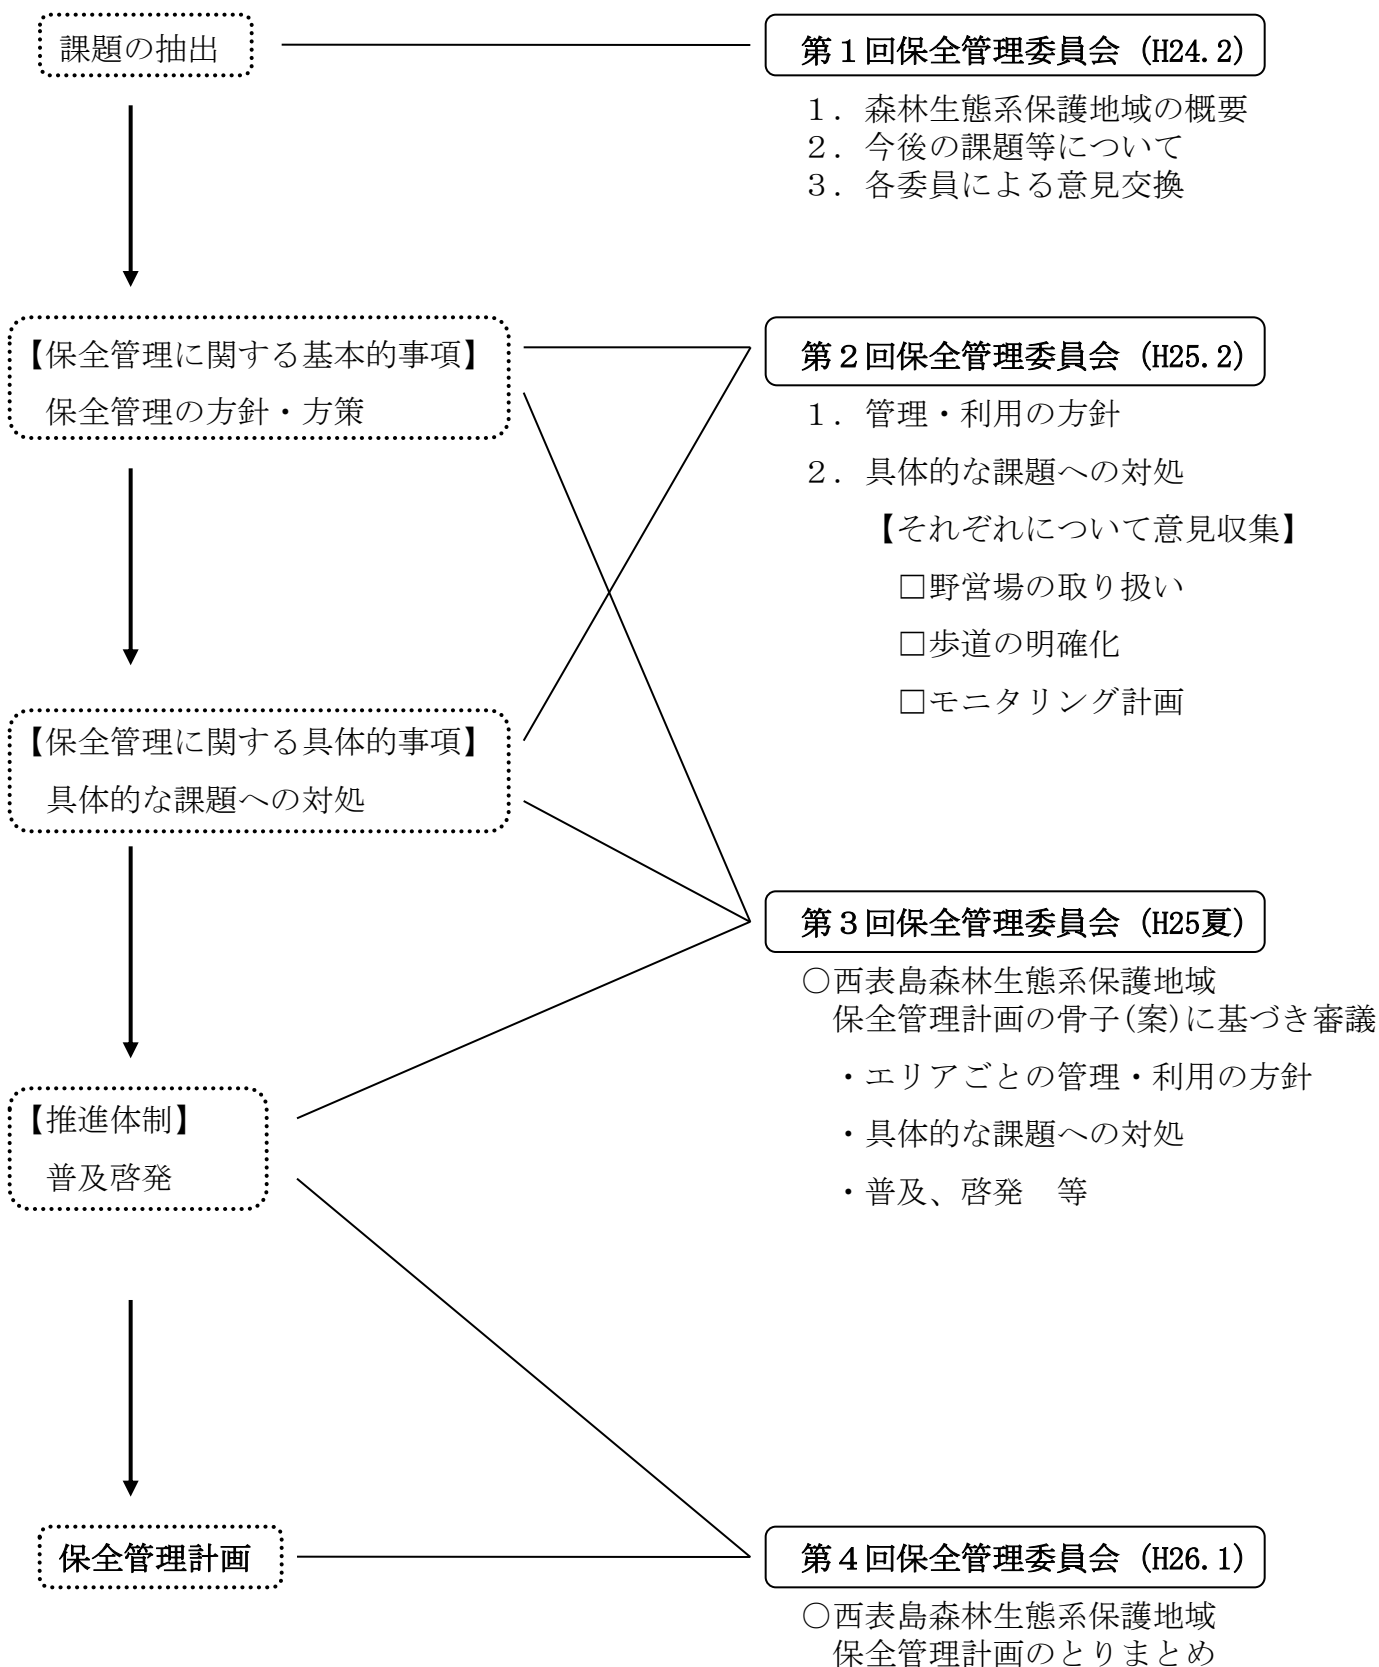 課題の抽出
第１回保全管理委員会 (H24.2)
１．森林生態系保護地域の概要
２．今後の課題等について
３．各委員による意見交換
【保全管理に関する基本的事項】
保全管理の方針・方策
第２回保全管理委員会 (H25.2)
１．管理・利用の方針
２．具体的な課題への対処
【それぞれについて意見収集】
□野営場の取り扱い
□歩道の明確化
□モニタリング計画
【保全管理に関する具体的事項】
具体的な課題への対処
第３回保全管理委員会 (H25夏)
○西表島森林生態系保護地域
保全管理計画の骨子(案)に基づき審議
・エリアごとの管理・利用の方針
・具体的な課題への対処
・普及、啓発　等
【推進体制】
普及啓発
保全管理計画
第４回保全管理委員会 (H26.1)
○西表島森林生態系保護地域
保全管理計画のとりまとめ